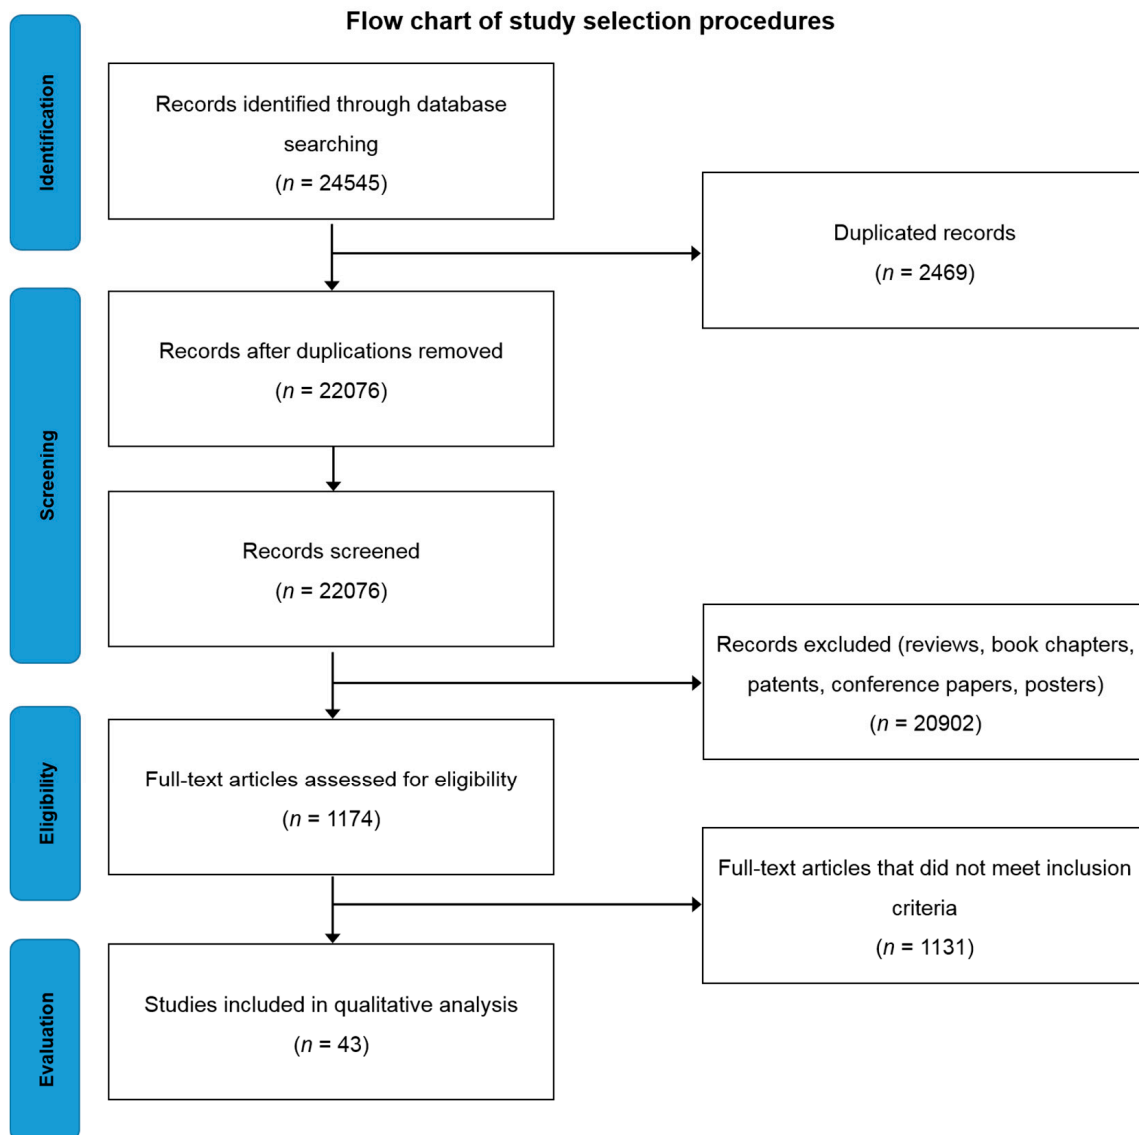 Flow chart of study selection procedures
Identification
Records identified through database
searching
(n = 24545)
Duplicated records
(n = 2469)
Screening
Records after duplications removed
(n = 22076)
Records screened
(n = 22076)
Records excluded (reviews, book chapters,
patents, conference papers, posters)
(n = 20902)
Eligibility
Full-text articles assessed for eligibility
(n = 1174)
Full-text articles that did not meet inclusion
criteria
(n = 1131)
Evaluation
Studies included in qualitative analysis
(n = 43)